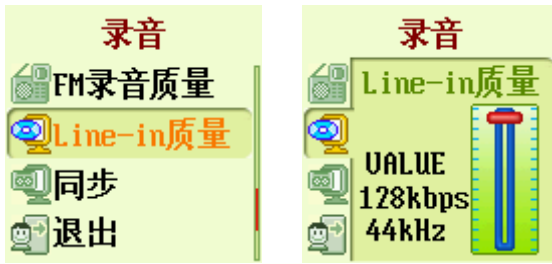 录音
FM录音质量
Line-in质量
同步
退出
录音
Line-in质量
VALUE
128kbps
44kHz